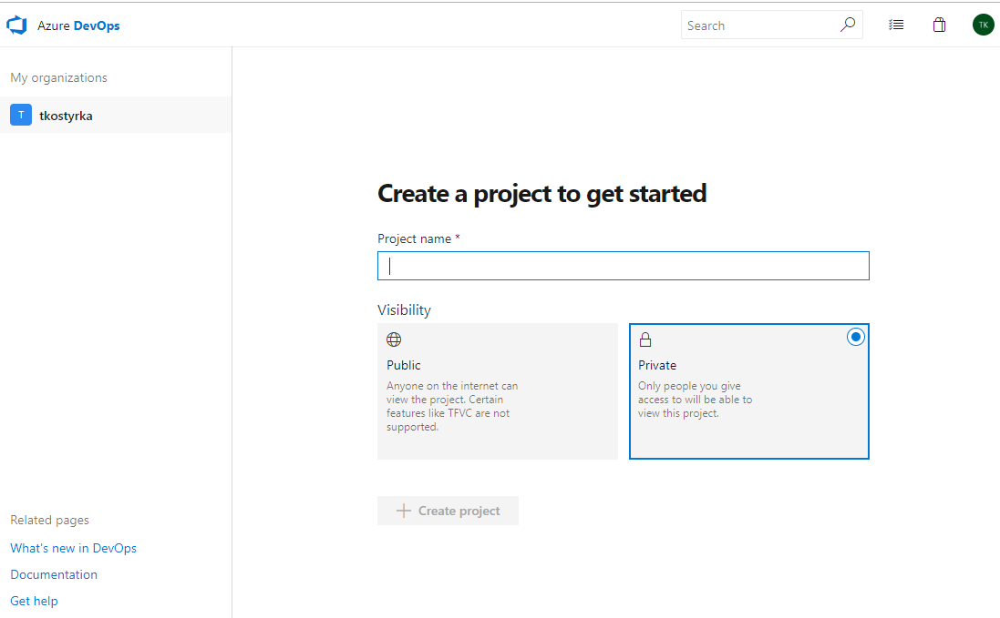 Azure DevOps
Search
TK
My organizations
T tkostyrka
Create a project to get started
Project name *
Visibility
Public
Anyone on the internet can
view the project. Certain
features like TFVC are not
supported.
Private
Only people you give
access to will be able to
view this project.
Create project
Related pages
What's new in DevOps
Documentation
Get help